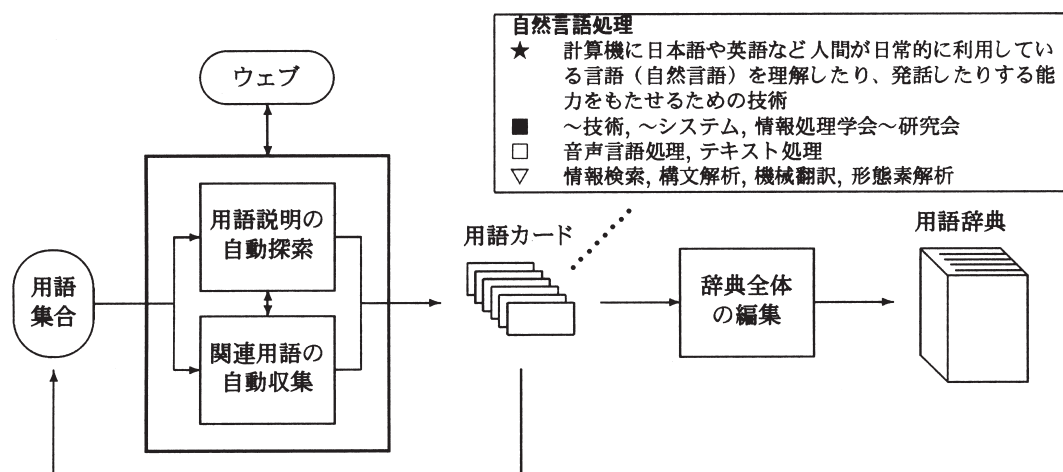 自然言語処理
★ 計算機に日本語や英語など人間が日常的に利用してい
る言語（自然言語）を理解したり、発話したりする能
力をもたせるための技術
■ ～技術, ～システム, 情報処理学会～研究会
□ 音声言語処理, テキスト処理
▽ 情報検索, 構文解析, 機械翻訳, 形態素解析
ウェブ
用語説明の
自動探索
用語カード
用語辞典
用語
集合
辞典全体
の編集
関連用語の
自動収集